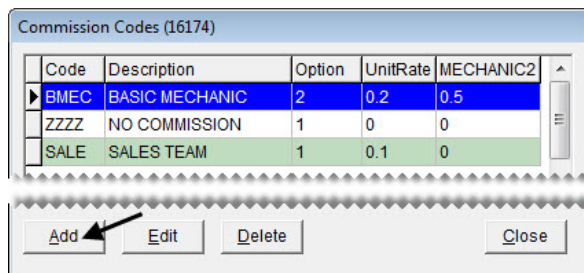 Commission Codes (16174)
Code Description Option UnitRate MECHANIC2
BMEC BASIC MECHANIC 2 0.2 0.5
ZZZZ NO COMMISSION 1 0 0
SALE SALES TEAM 1 0.1 0
Add Edit Delete Close